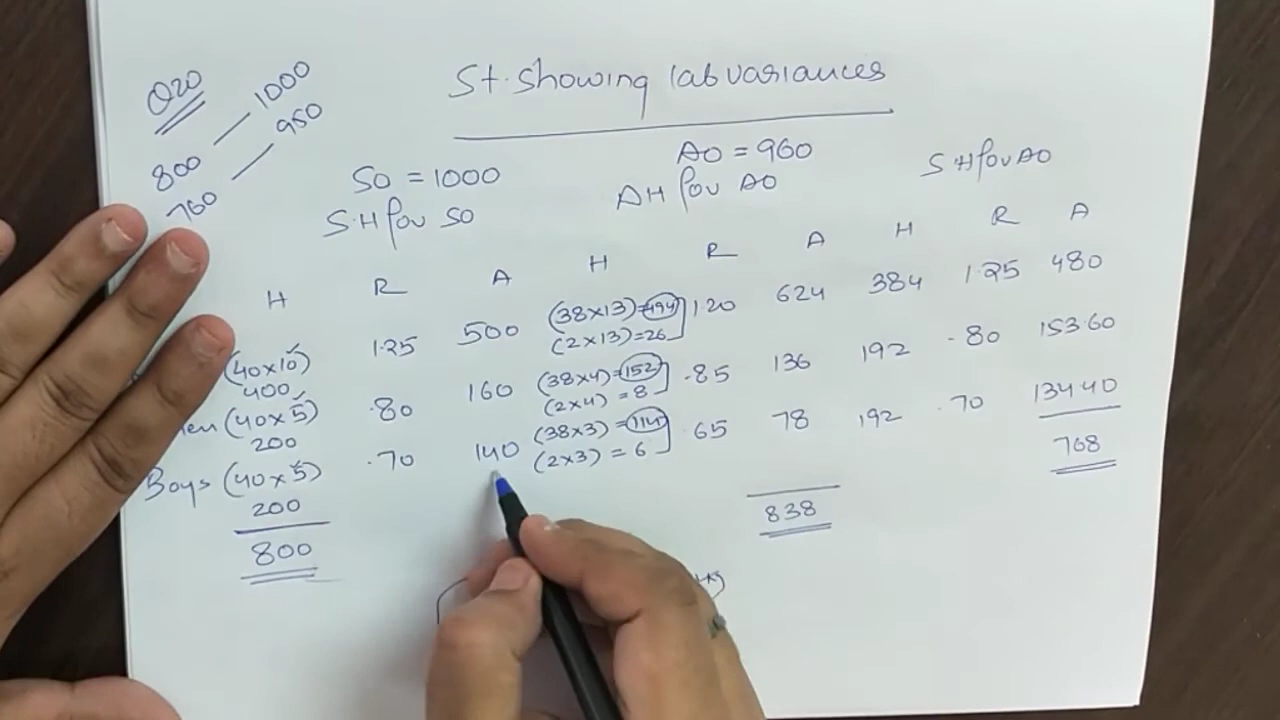 Q20
800 — 1000
760 — 950
St. Showing lab variances
SO = 1000
S.H for SO
AO = 960
AH for AO
S.H for AO
H R A H R A H R A
(40x10) 1.25 500 (38x13)=494 1.20 624 384 1.25 480
400 (2x13)=26
(40x5) .80 160 (38x4)=152 .85 136 192 .80 153.60
200 (2x4) = 8
Boys (40x5) .70 140 (38x3)=114 .65 78 192 .70 134.40
200 (2x3) = 6
800 838 768